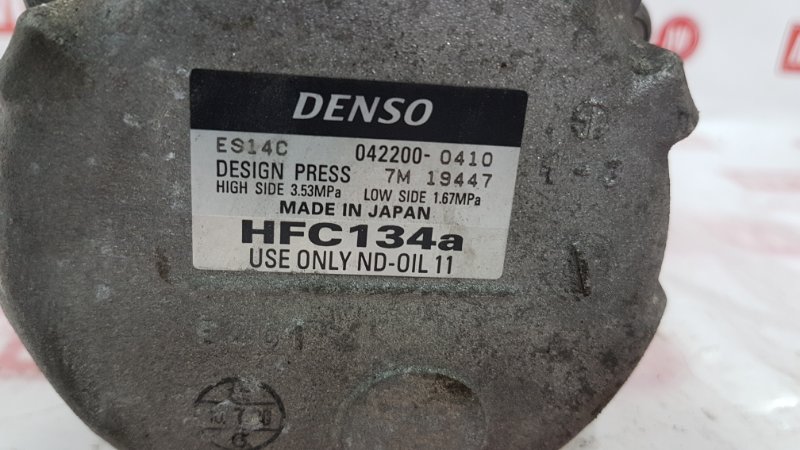 DENSO
ES14C 042200-0410
DESIGN PRESS 7M 19447
HIGH SIDE 3.53MPa LOW SIDE 1.67MPa
MADE IN JAPAN
HFC134a
USE ONLY ND-OIL 11